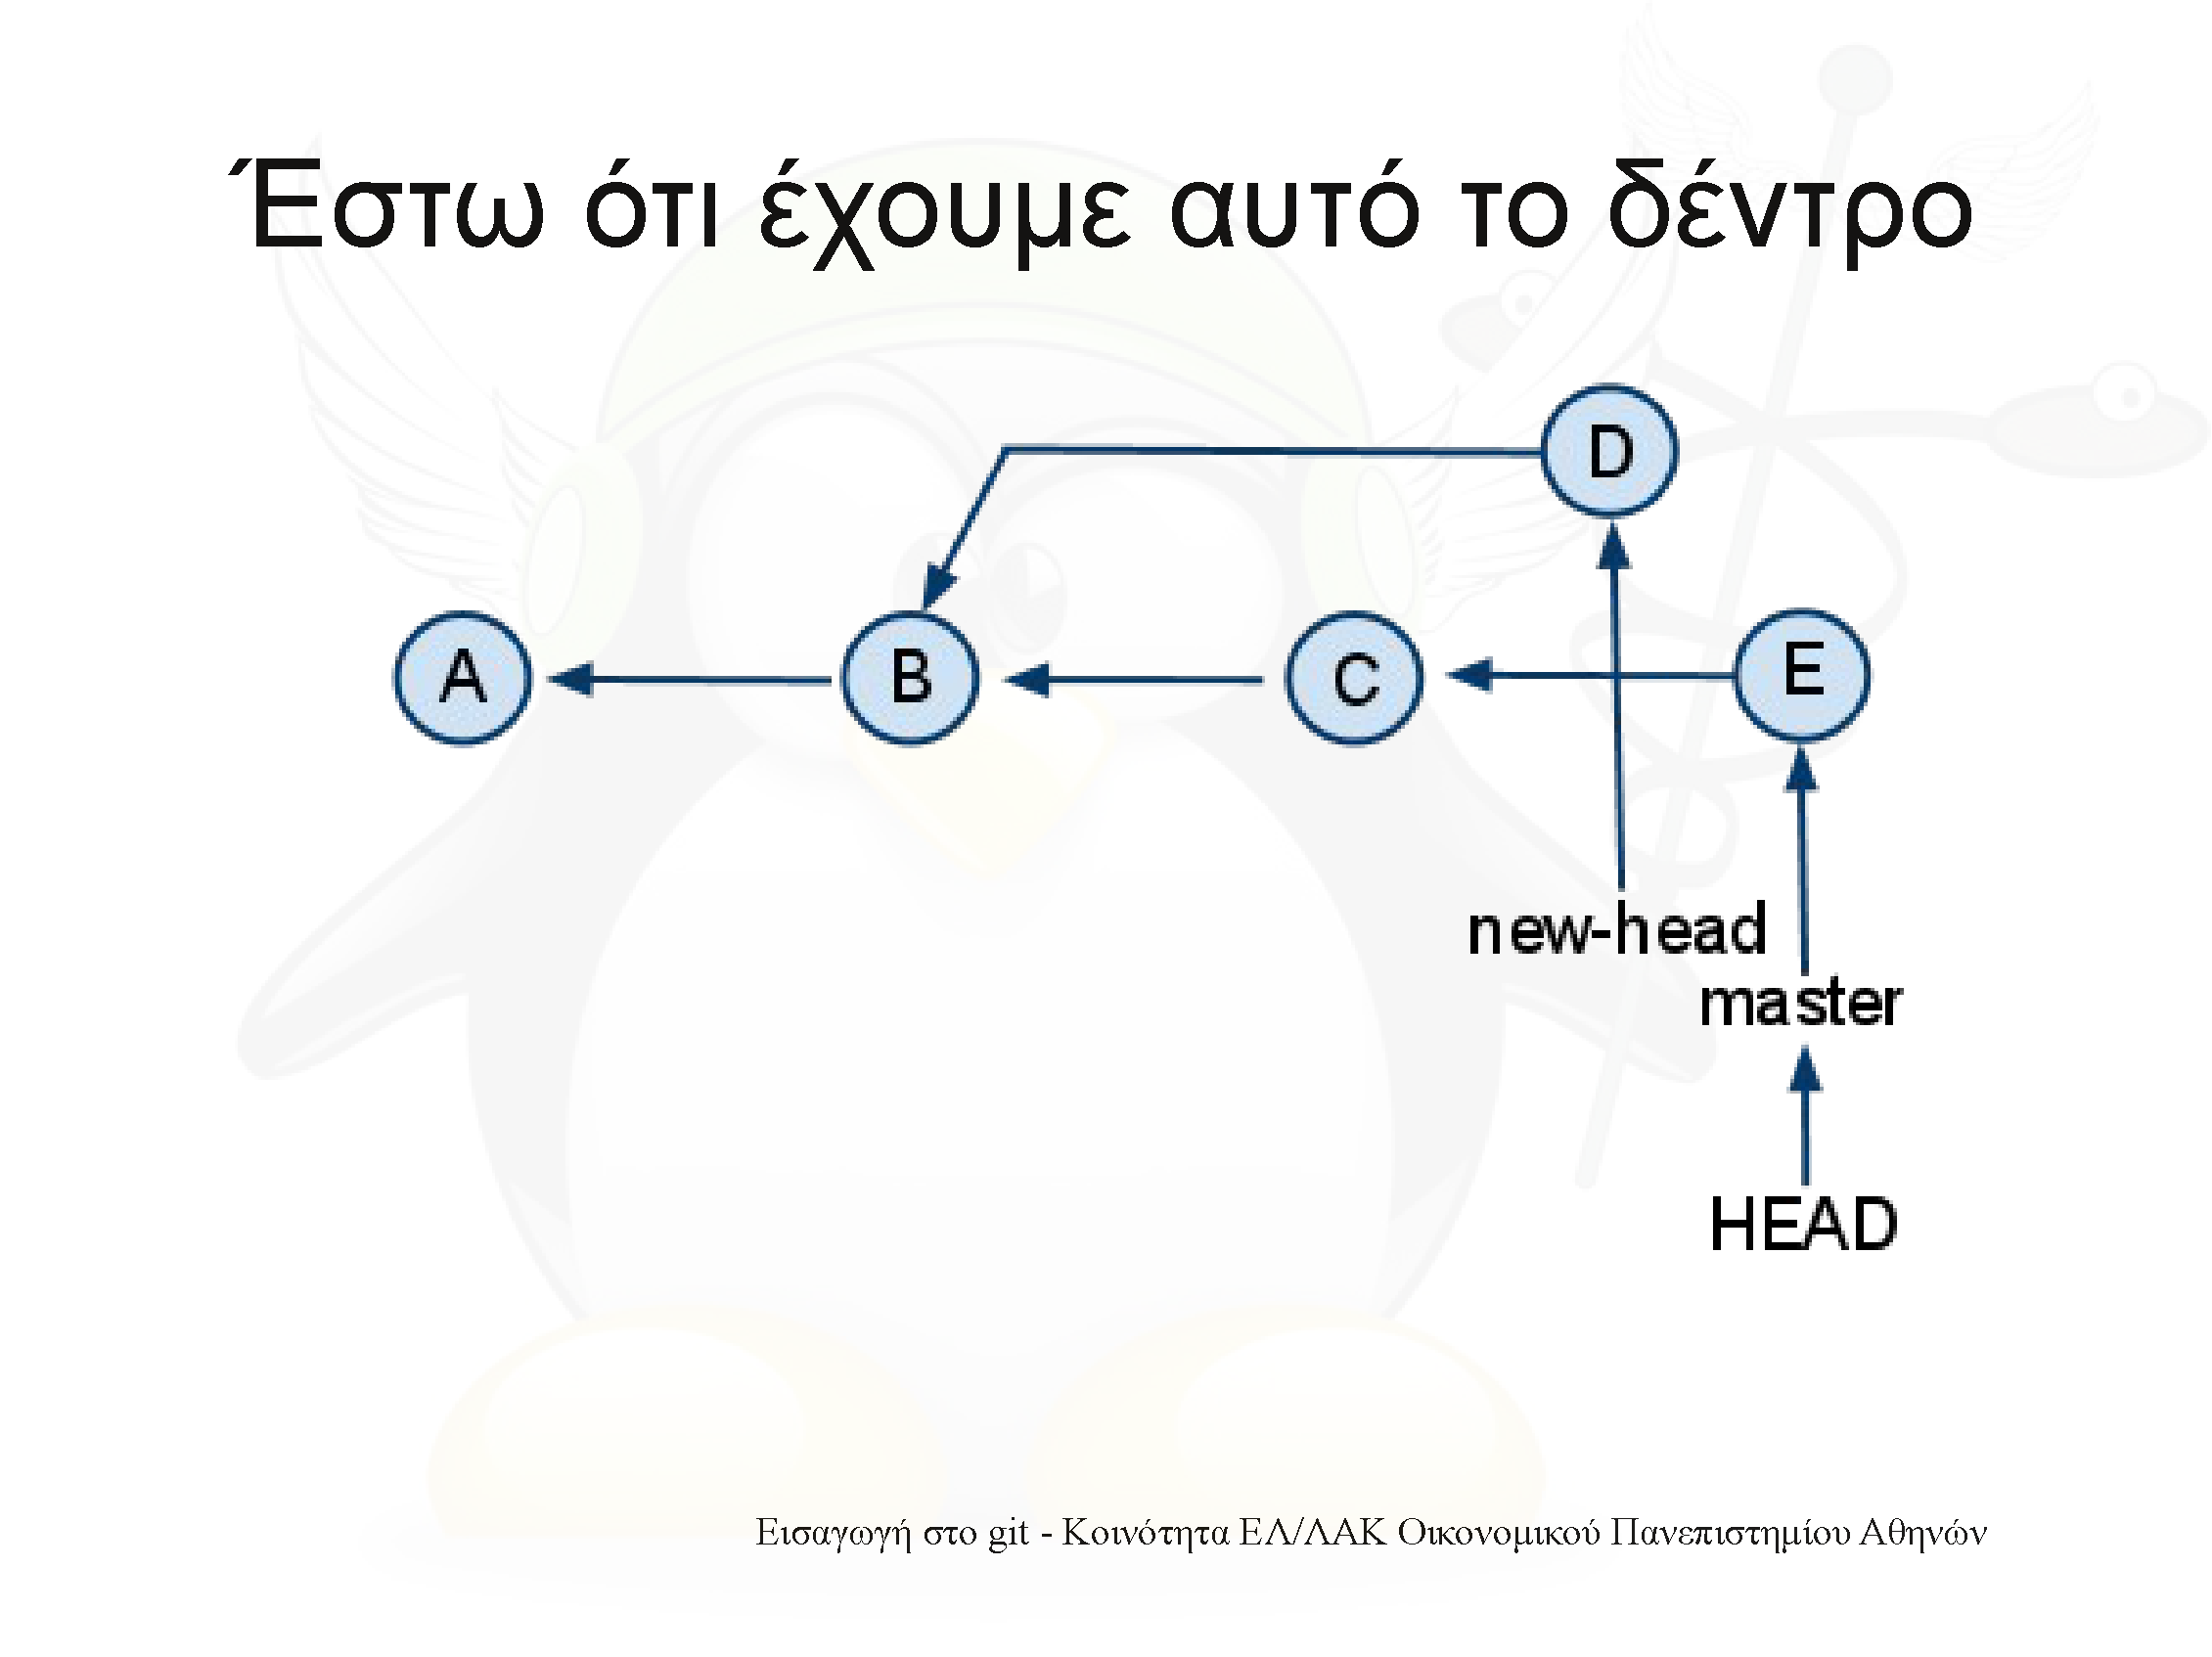 Έστω ότι έχουμε αυτό το δέντρο
D
A
B
C
E
new-head
master
HEAD
Εισαγωγή στο git - Κοινότητα ΕΛ/ΛΑΚ Οικονομικού Πανεπιστημίου Αθηνών